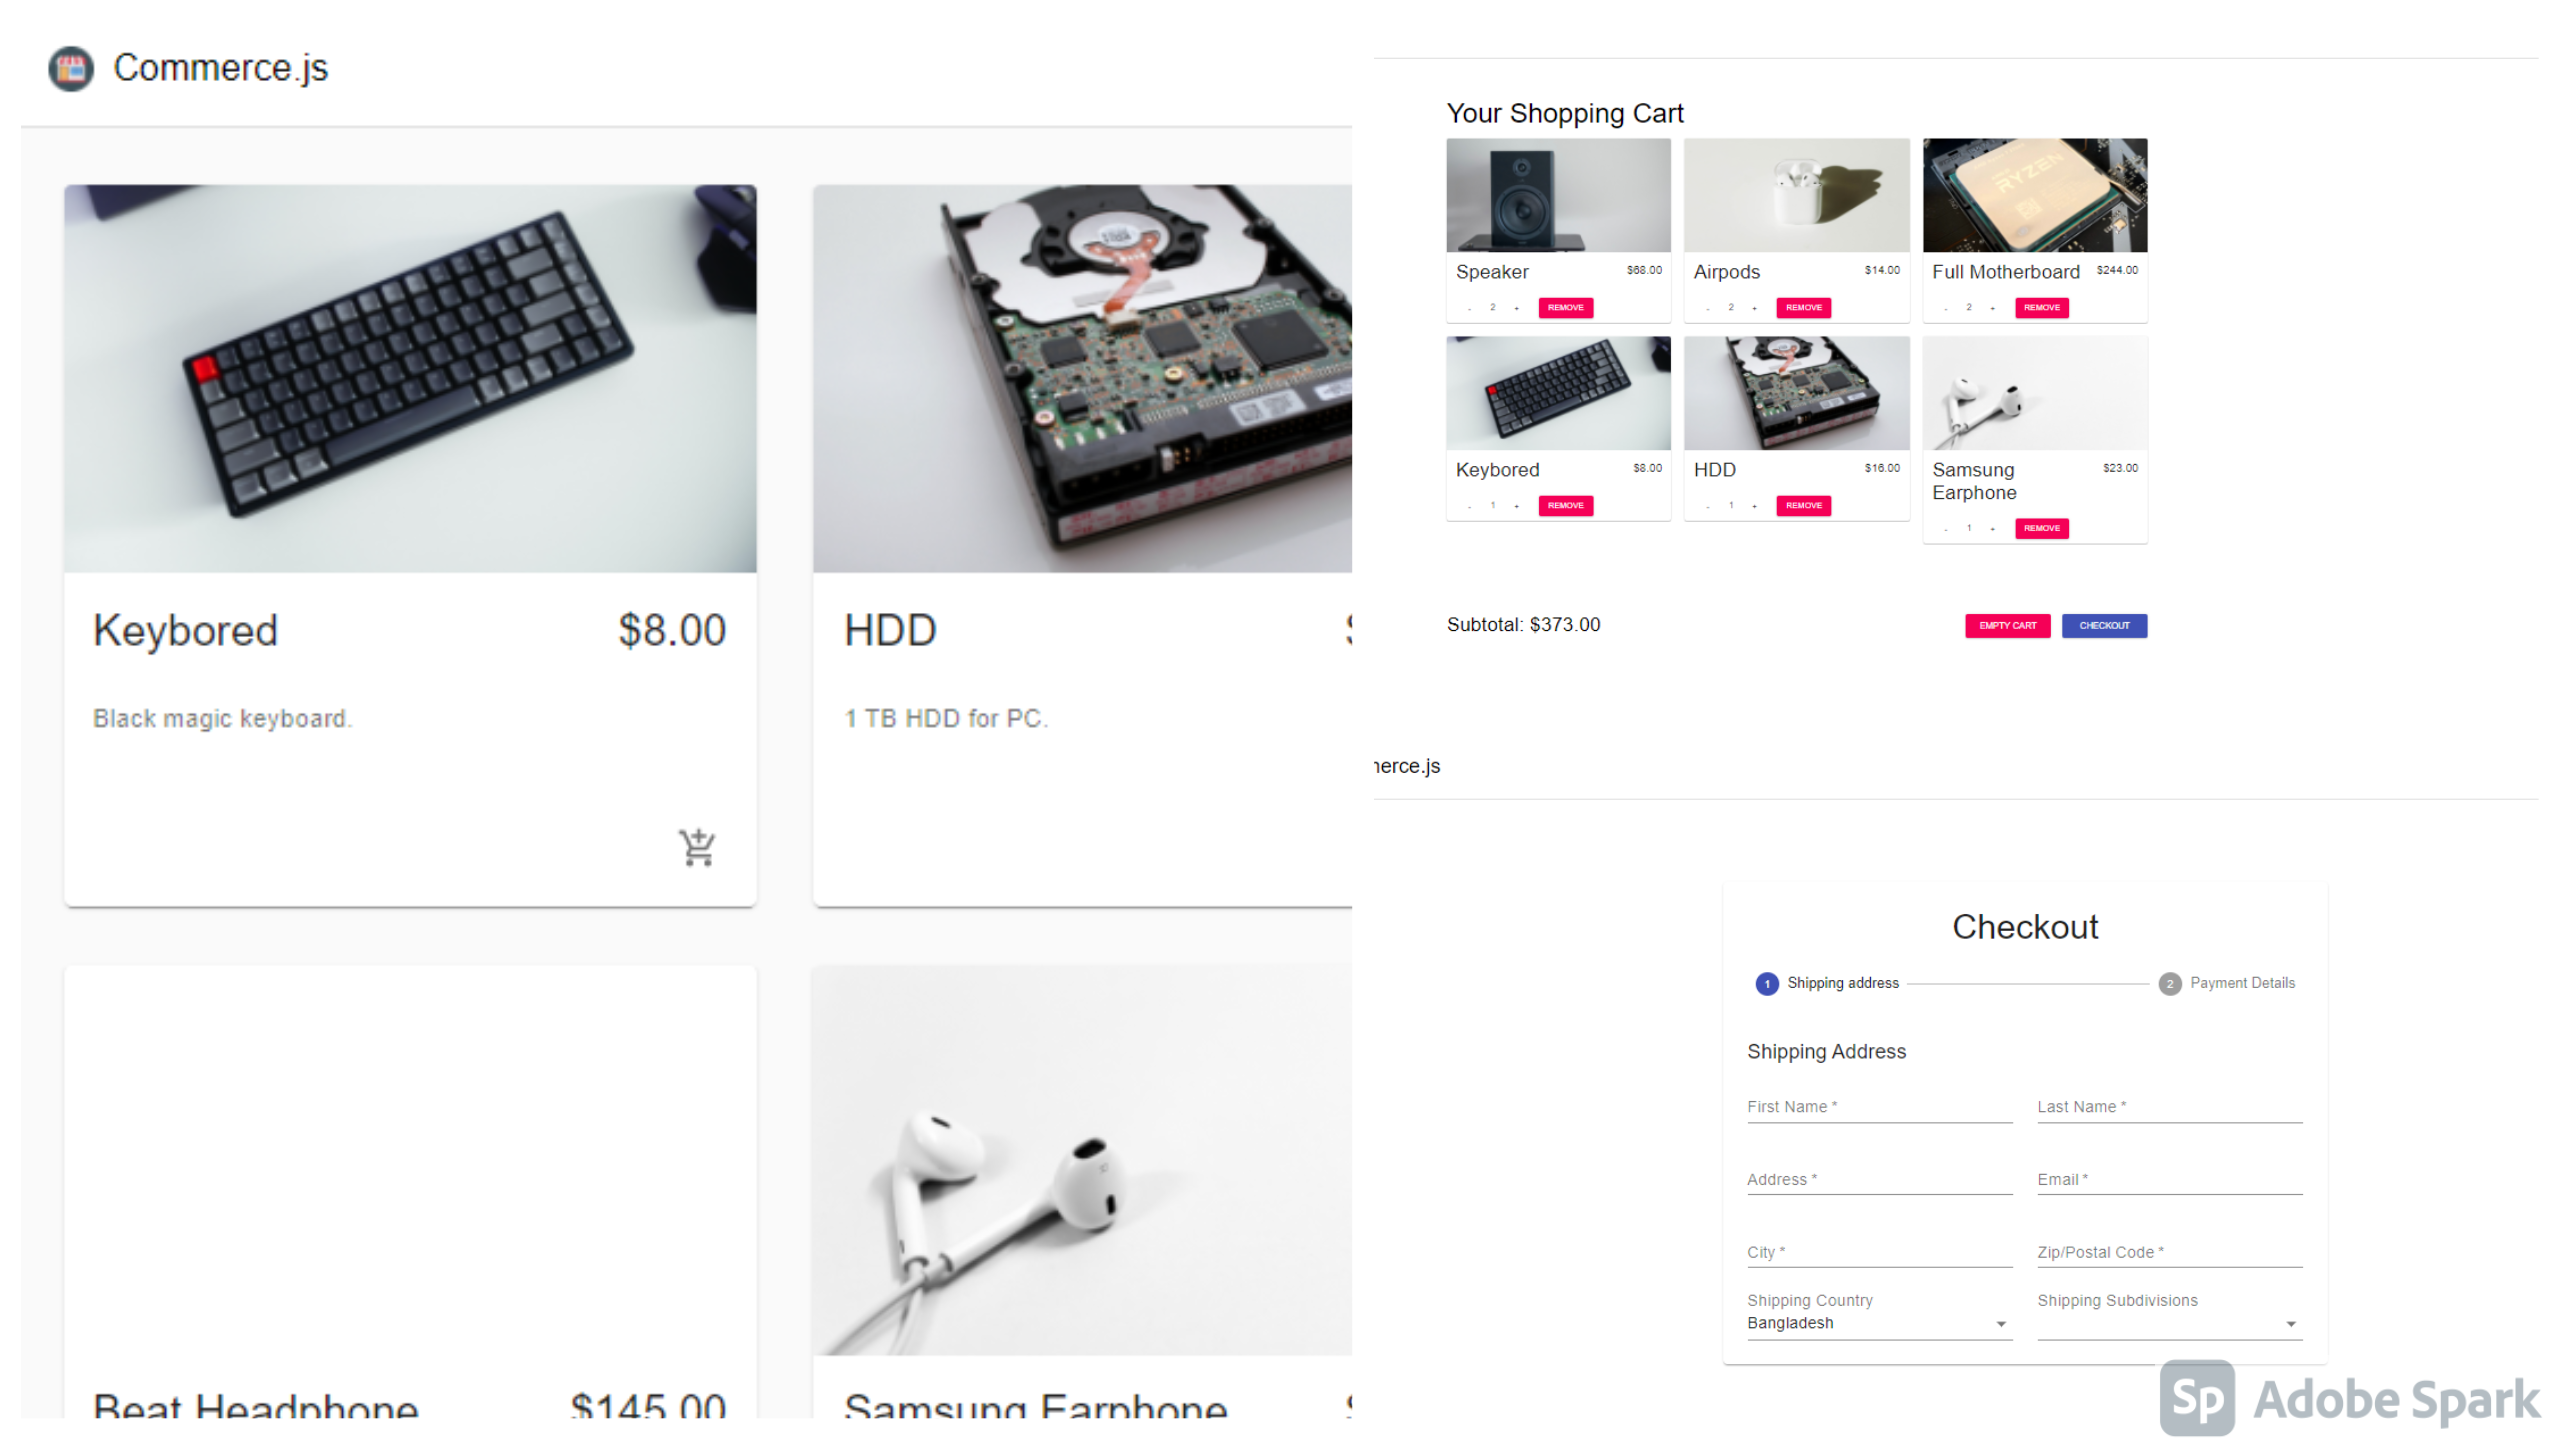 Commerce.js
Keybored $8.00
Black magic keyboard.
HDD
1 TB HDD for PC.
Beat Headphone $145.00
Samsung Earphone
Your Shopping Cart
RYZEN
Speaker $68.00
- 2 + REMOVE
Airpods $14.00
- 2 + REMOVE
Full Motherboard $244.00
- 2 + REMOVE
Keybored $8.00
- 1 + REMOVE
HDD $16.00
- 1 + REMOVE
Samsung $23.00
Earphone
- 1 + REMOVE
Subtotal: $373.00 EMPTY CART CHECKOUT
merce.js
Checkout
1 Shipping address 2 Payment Details
Shipping Address
First Name * Last Name *
Address * Email *
City * Zip/Postal Code *
Shipping Country Shipping Subdivisions
Bangladesh
Sp Adobe Spark